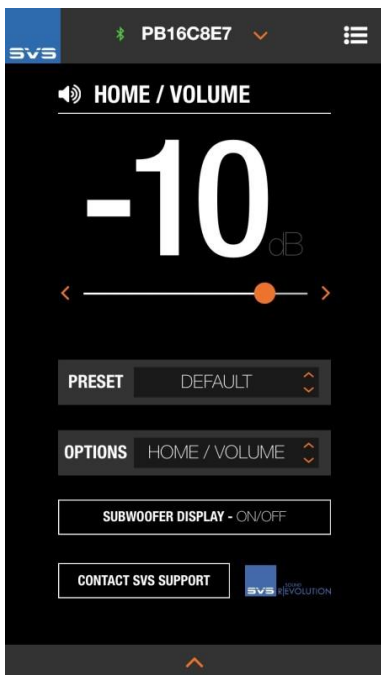 SVS
PB16C8E7
HOME / VOLUME
-10 dB
PRESET DEFAULT
OPTIONS HOME / VOLUME
SUBWOOFER DISPLAY - ON/OFF
CONTACT SVS SUPPORT
SVS SOUND R|EVOLUTION